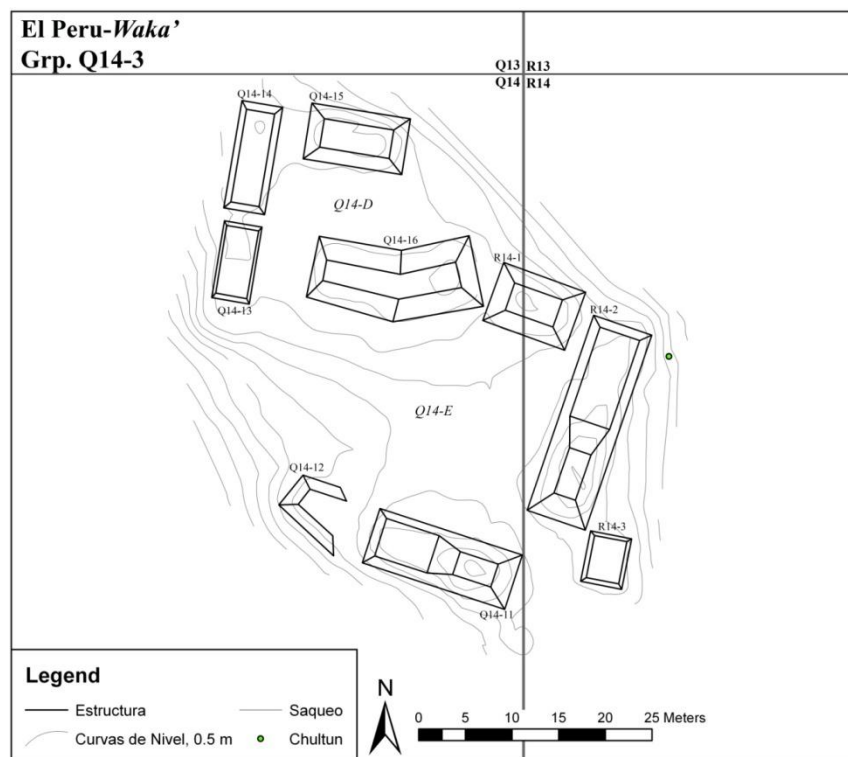 El Peru-Waka’
Grp. Q14-3
Q13 R13
Q14 R14
Q14-14
Q14-15
Q14-D
Q14-16
R14-1
Q14-13
R14-2
Q14-E
Q14-12
R14-3
Q14-11
Legend
Estructura
Saqueo
Curvas de Nivel, 0.5 m
Chultun
N
0 5 10 15 20 25 Meters